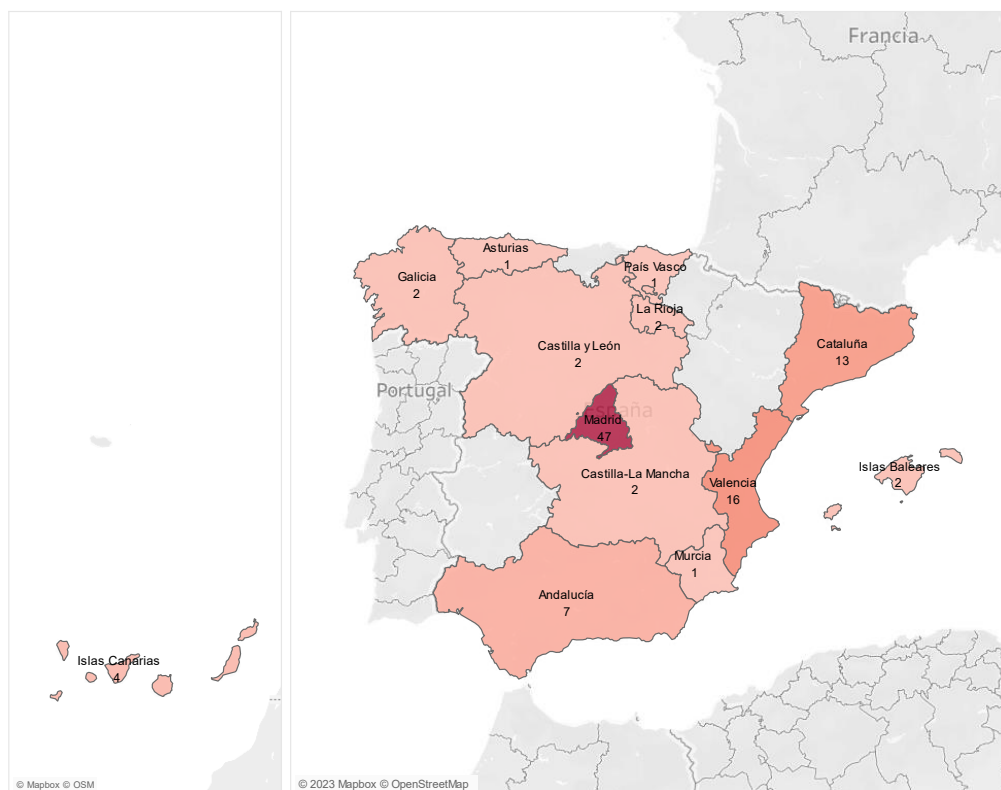 Francia
Asturias
1
País Vasco
1
Galicia
2
La Rioja
2
Cataluña
13
Castilla y León
2
Portugal
España
Madrid
47
Islas Baleares
2
Castilla-La Mancha
2
Valencia
16
Murcia
1
Andalucía
7
Islas Canarias
4
© Mapbox © OSM
© 2023 Mapbox © OpenStreetMap